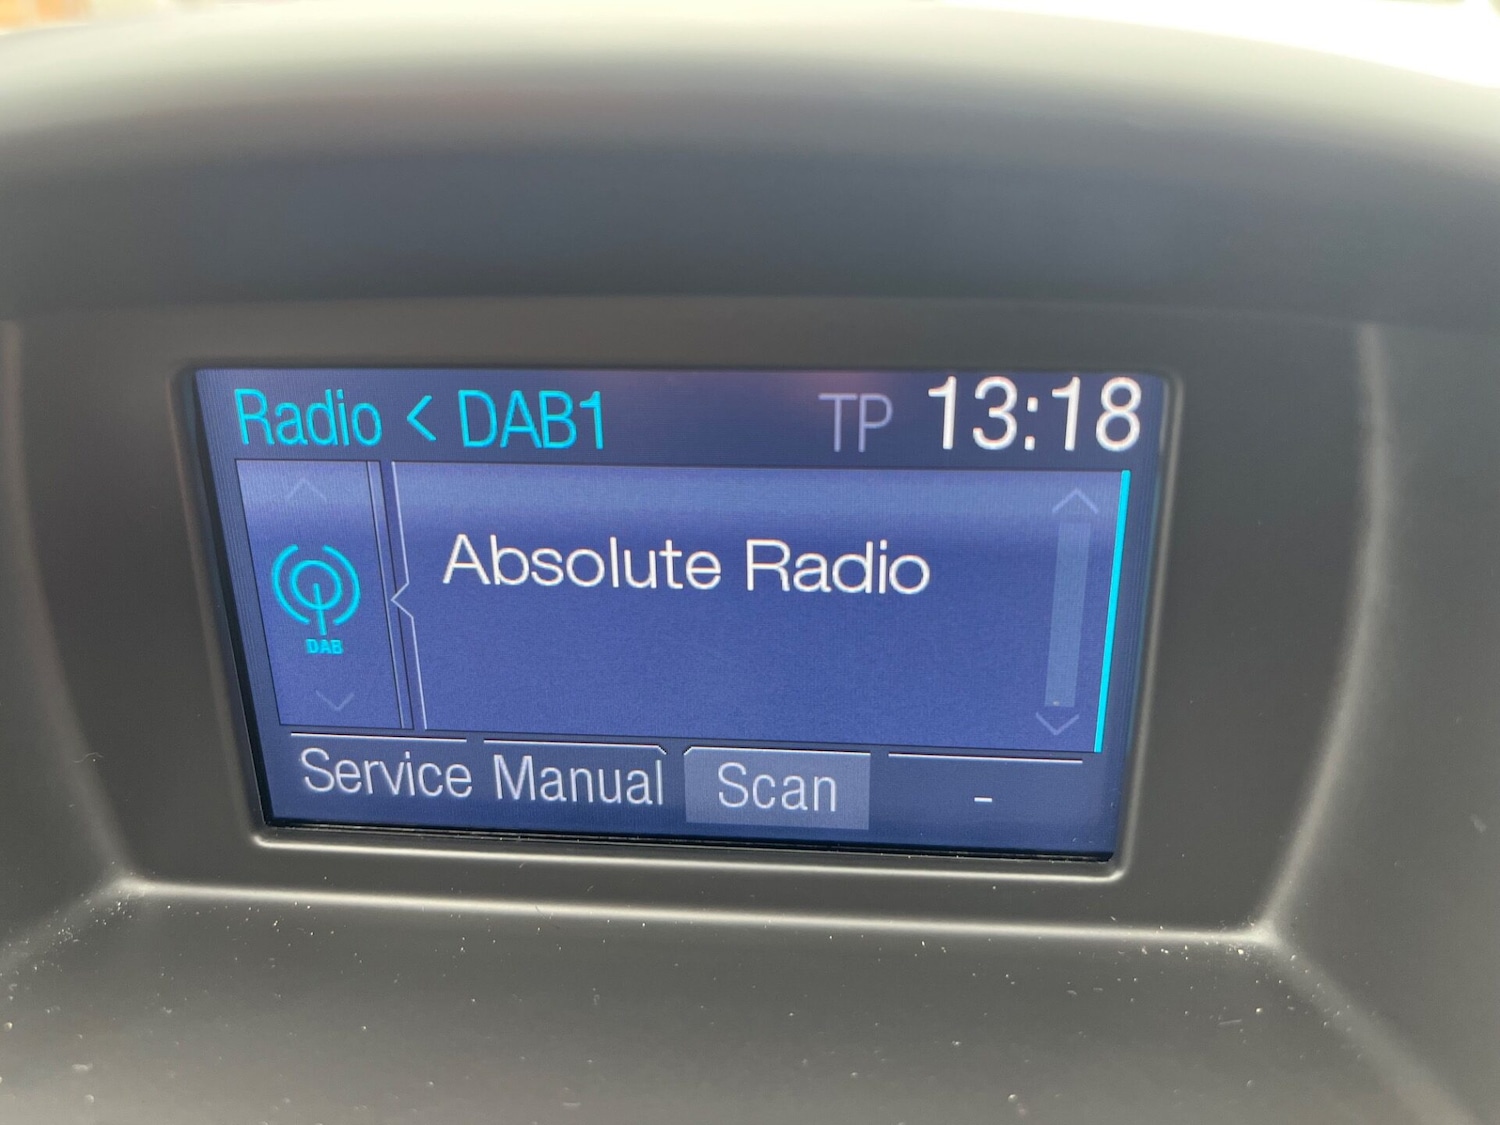 Radio < DAB1 TP 13:18
Absolute Radio
DAB
Service Manual Scan -